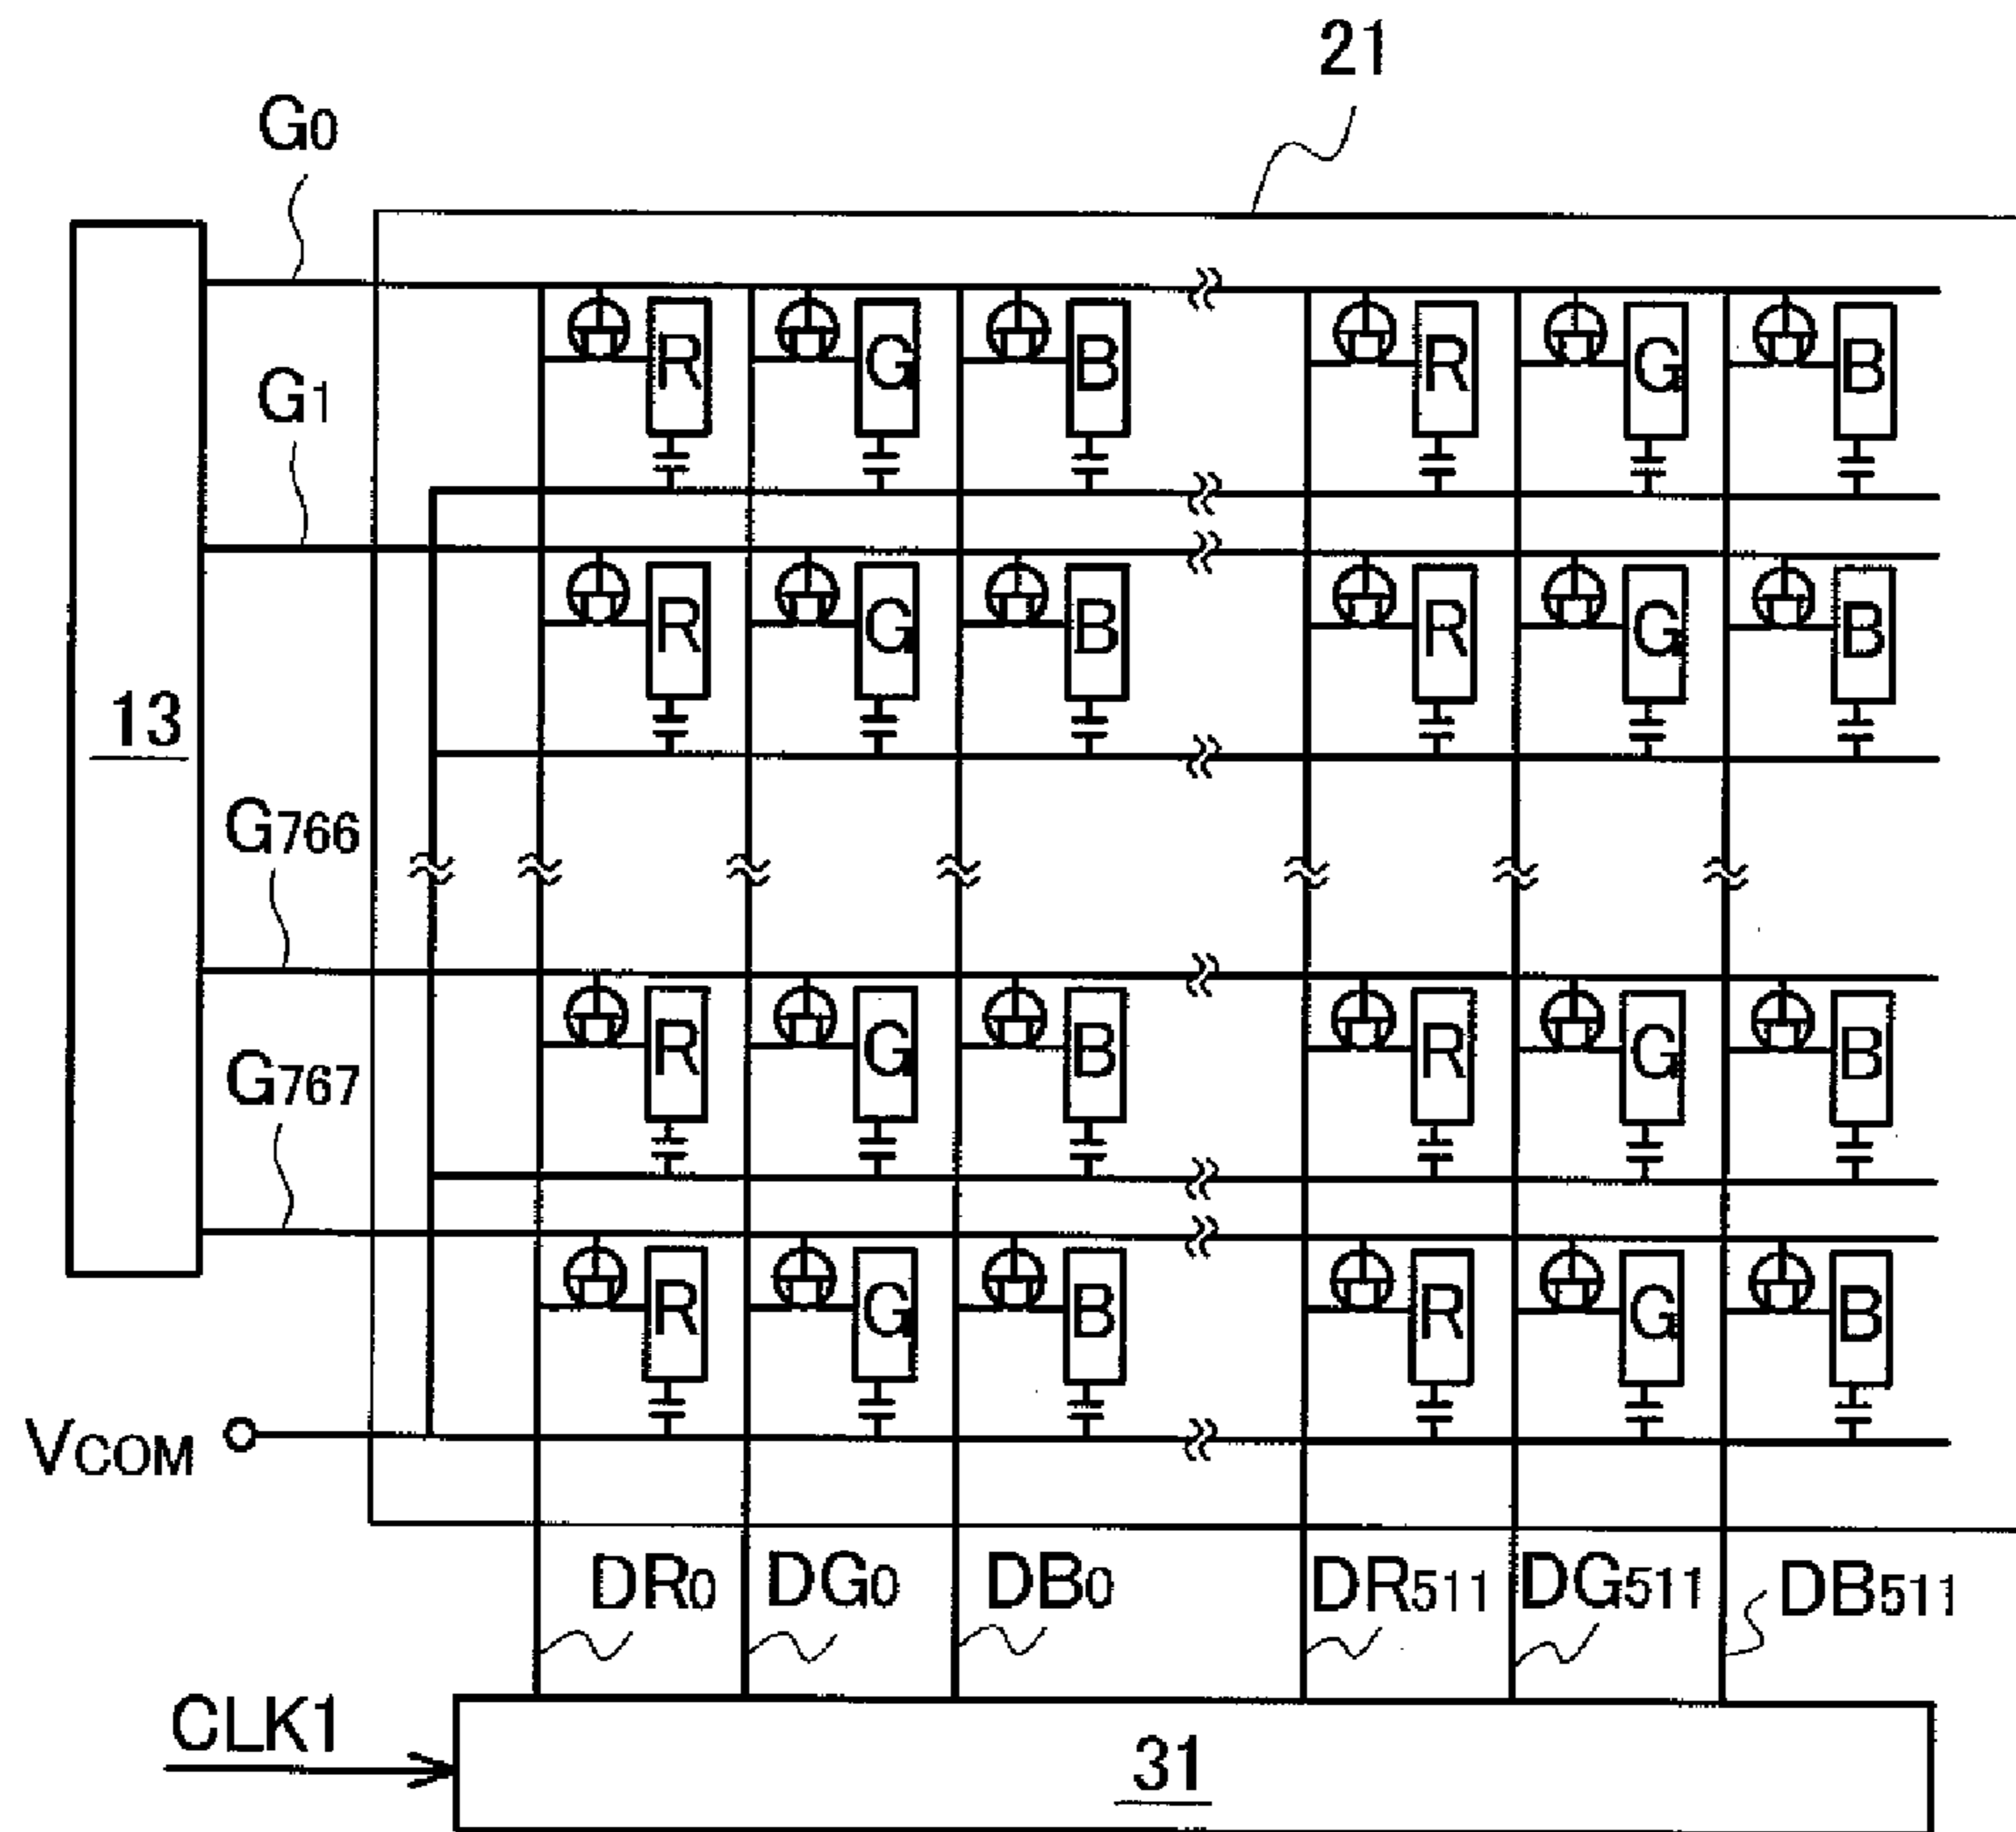 21
G0
R G B R G B
G1
R G B R G B
13
G766
R G B R G B
G767
R G B R G B
VCOM
DR0 DG0 DB0 DR511 DG511 DB511
CLK1
31